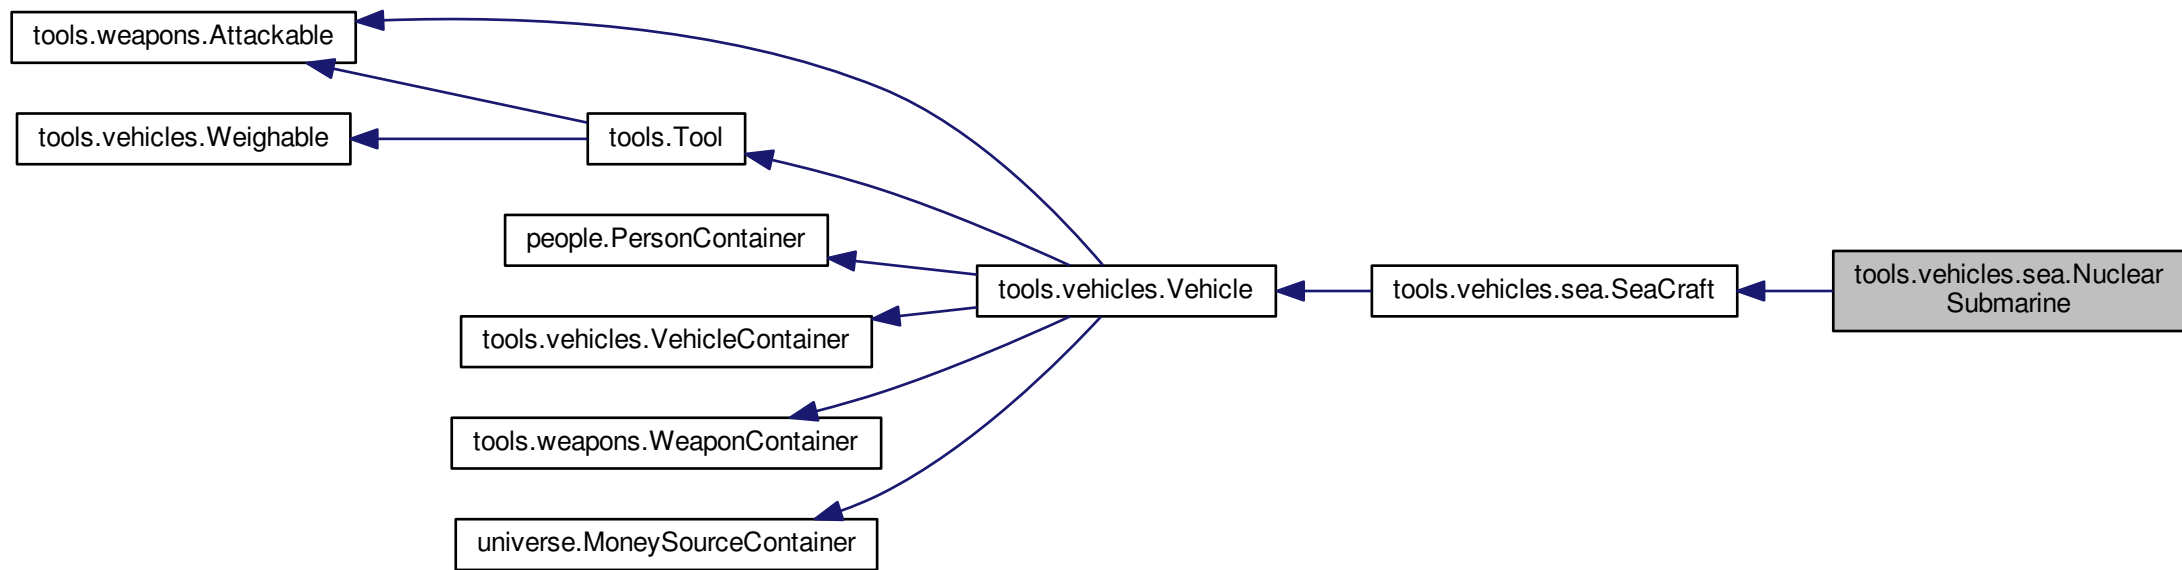 tools.weapons.Attackable
tools.vehicles.Weighable
tools.Tool
people.PersonContainer
tools.vehicles.VehicleContainer
tools.weapons.WeaponContainer
universe.MoneySourceContainer
tools.vehicles.Vehicle
tools.vehicles.sea.SeaCraft
tools.vehicles.sea.Nuclear
Submarine